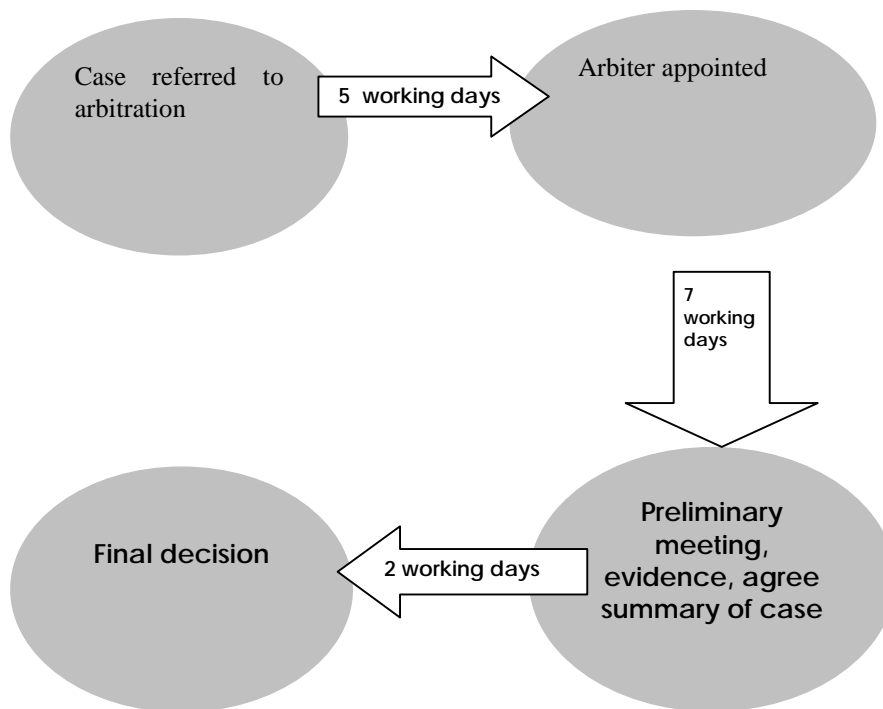 Case referred to
arbitration
5 working days
Arbiter appointed
7
working
days
Preliminary
meeting,
evidence, agree
summary of case
2 working days
Final decision